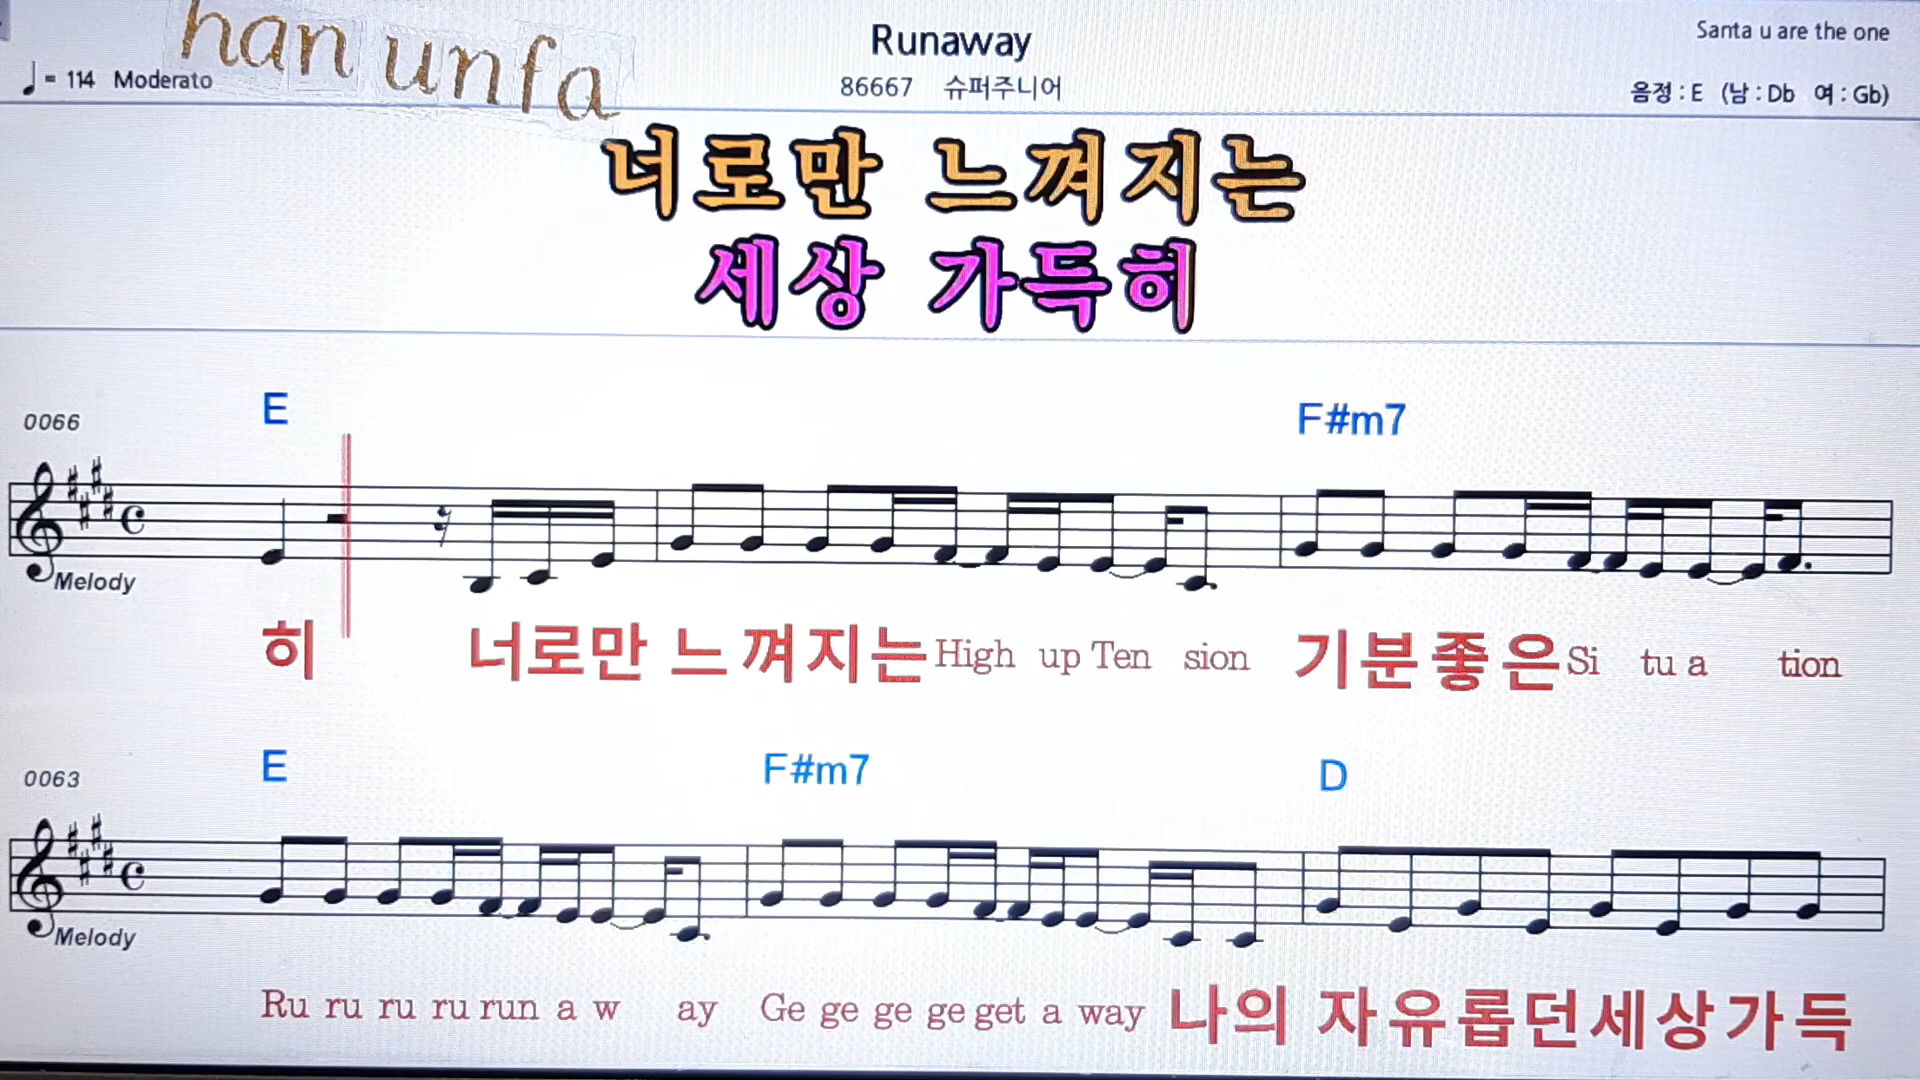 han unfa
Runaway
Santa u are the one
♩ = 114 Moderato
86667 슈퍼주니어
음정 : E (남 : Db 여 : Gb)
너로만 느껴지는
세상 가득히
0066
E
F#m7
Melody
히 너로만 느껴지는 High up Ten sion 기분좋은 Si tu a tion
0063
E
F#m7
D
Melody
Ru ru ru ru run a w ay Ge ge ge ge get a way 나의 자유롭던세상가득